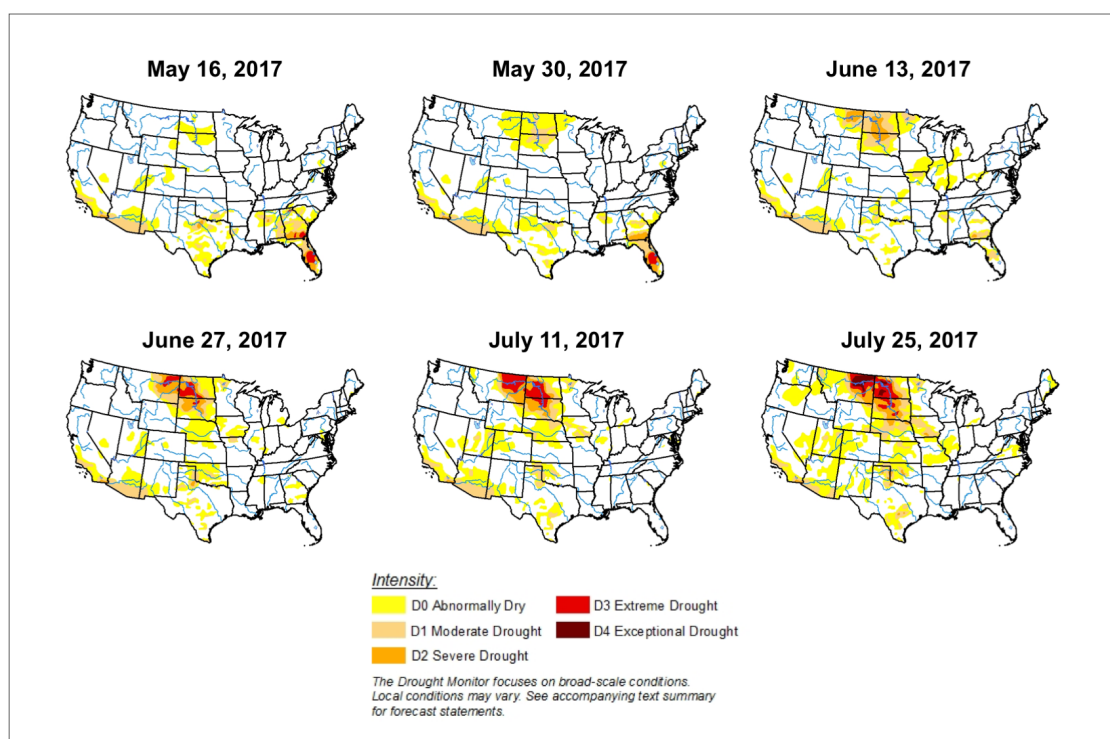 May 16, 2017
May 30, 2017
June 13, 2017
June 27, 2017
July 11, 2017
July 25, 2017
Intensity:
D0 Abnormally Dry
D1 Moderate Drought
D2 Severe Drought
D3 Extreme Drought
D4 Exceptional Drought
The Drought Monitor focuses on broad-scale conditions.
Local conditions may vary. See accompanying text summary
for forecast statements.